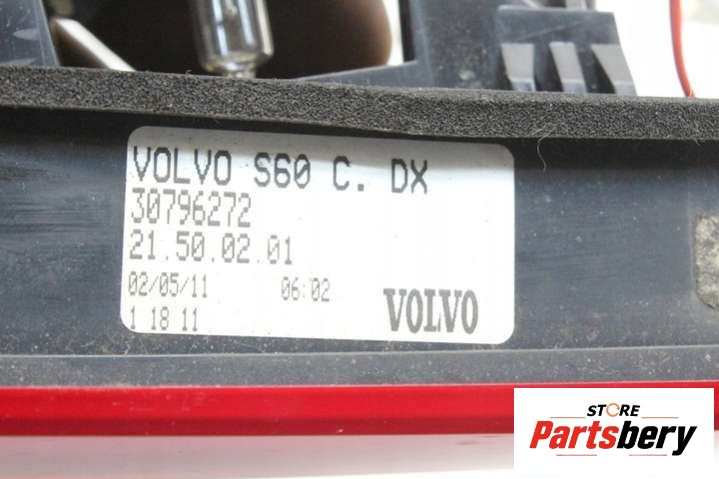 VOLVO S60 C. DX
30796272
21.50.02.01
02/05/11 06:02
1 18 11 VOLVO
STORE
Partsbery